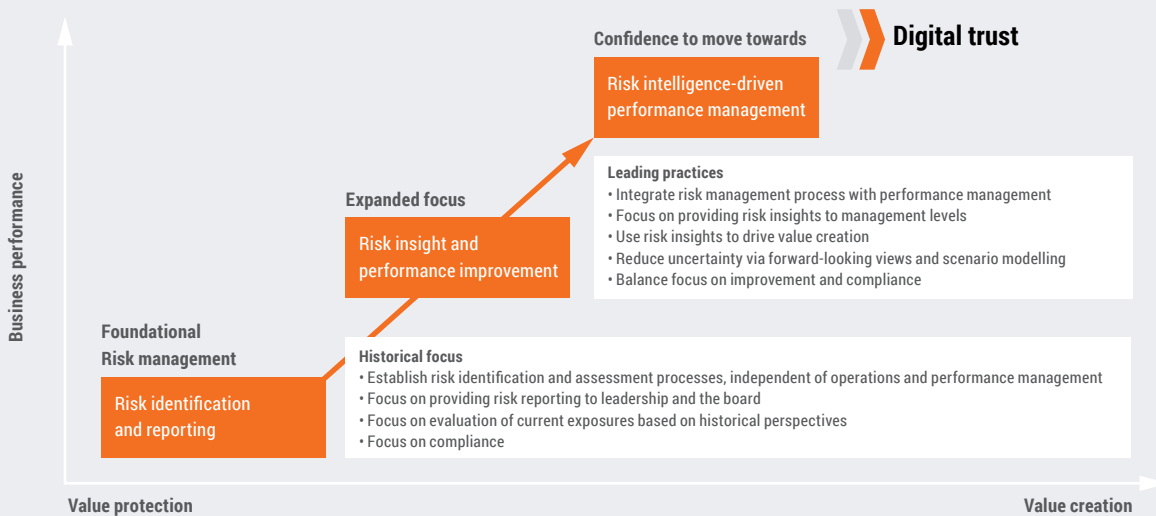 Confidence to move towards
Digital trust
Risk intelligence-driven
performance management
Leading practices
• Integrate risk management process with performance management
• Focus on providing risk insights to management levels
• Use risk insights to drive value creation
• Reduce uncertainty via forward-looking views and scenario modelling
• Balance focus on improvement and compliance
Expanded focus
Risk insight and
performance improvement
Foundational
Risk management
Risk identification
and reporting
Historical focus
• Establish risk identification and assessment processes, independent of operations and performance management
• Focus on providing risk reporting to leadership and the board
• Focus on evaluation of current exposures based on historical perspectives
• Focus on compliance
Business performance
Value protection
Value creation